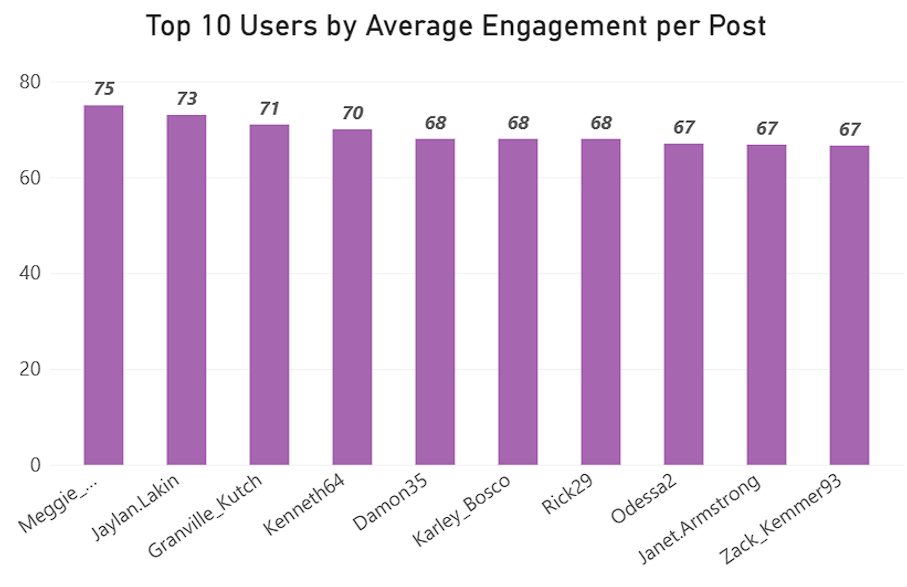 Top 10 Users by Average Engagement per Post
80
60
40
20
0
75
73
71
70
68
68
68
67
67
67
Meggie_...
Jaylan.Lakin
Granville_Kutch
Kenneth64
Damon35
Karley_Bosco
Rick29
Odessa2
Janet.Armstrong
Zack_Kemmer93